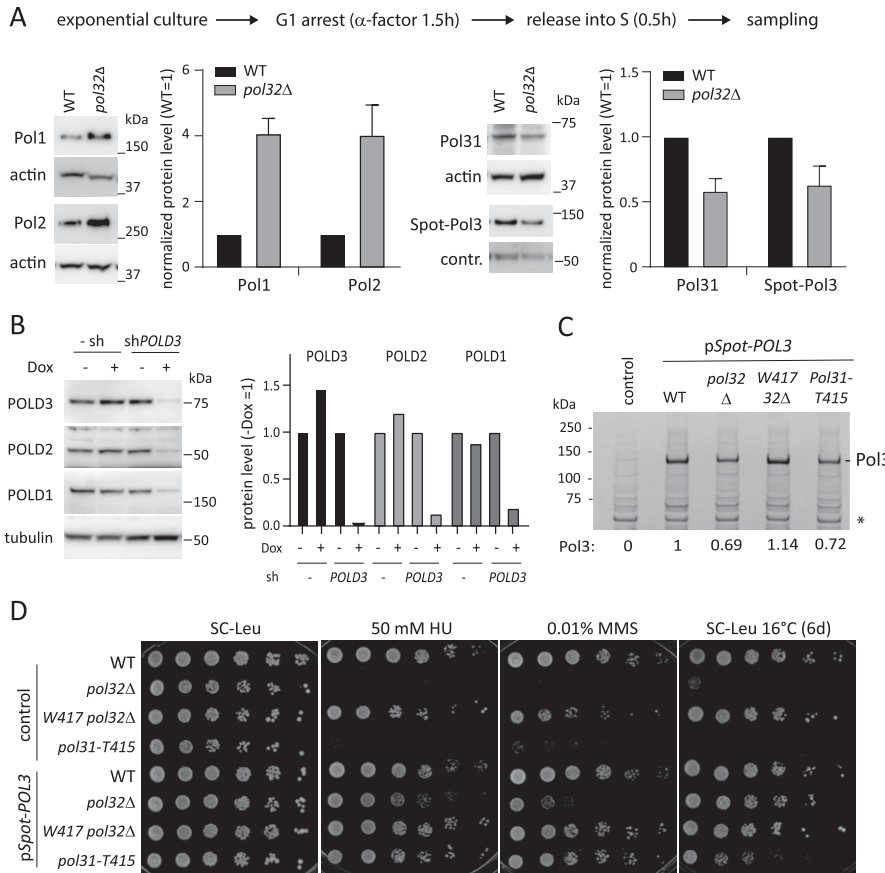 A
exponential culture → G1 arrest (α-factor 1.5h) → release into S (0.5h) → sampling
WT
pol32Δ
kDa
Pol1
150
actin
37
Pol2
250
actin
37
normalized protein level (WT=1)
6
4
2
0
WT
pol32Δ
Pol1
Pol2
WT
pol32Δ
kDa
75
Pol31
actin
37
150
Spot-Pol3
contr.
50
normalized protein level (WT=1)
1.5
1.0
0.5
0
WT
pol32Δ
Pol31
Spot-Pol3
B
- sh
shPOLD3
Dox - + - +
kDa
POLD3
75
POLD2
50
POLD1
150
tubulin
50
protein level (-Dox =1)
1.5
1.0
0.5
0.0
POLD3 POLD2 POLD1
Dox - + - + - + - + - + - +
sh - POLD3 - POLD3 - POLD3
C
pSpot-POL3
control
WT
pol32
Δ
W417
32Δ
Pol31-
T415
kDa
250 -
150 -
100 -
75 -
- Pol3
*
Pol3: 0 1 0.69 1.14 0.72
D
SC-Leu 50 mM HU 0.01% MMS SC-Leu 16°C (6d)
control
WT
pol32Δ
W417 pol32Δ
pol31-T415
pSpot-POL3
WT
pol32Δ
W417 pol32Δ
pol31-T415